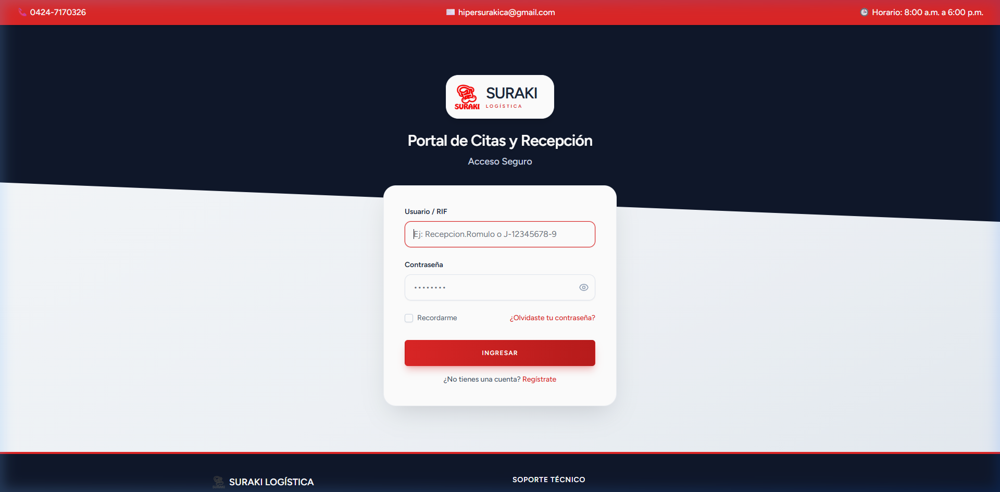 0424-7170326
hipersurakica@gmail.com
Horario: 8:00 a.m. a 6:00 p.m.
SURAKI
SURAKI
LOGÍSTICA
Portal de Citas y Recepción
Acceso Seguro
Usuario / RIF
Ej: Recepcion.Romulo o J-12345678-9
Contraseña
••••••••
Recordarme
¿Olvidaste tu contraseña?
INGRESAR
¿No tienes una cuenta? Regístrate
SURAKI
SURAKI LOGÍSTICA
SOPORTE TÉCNICO